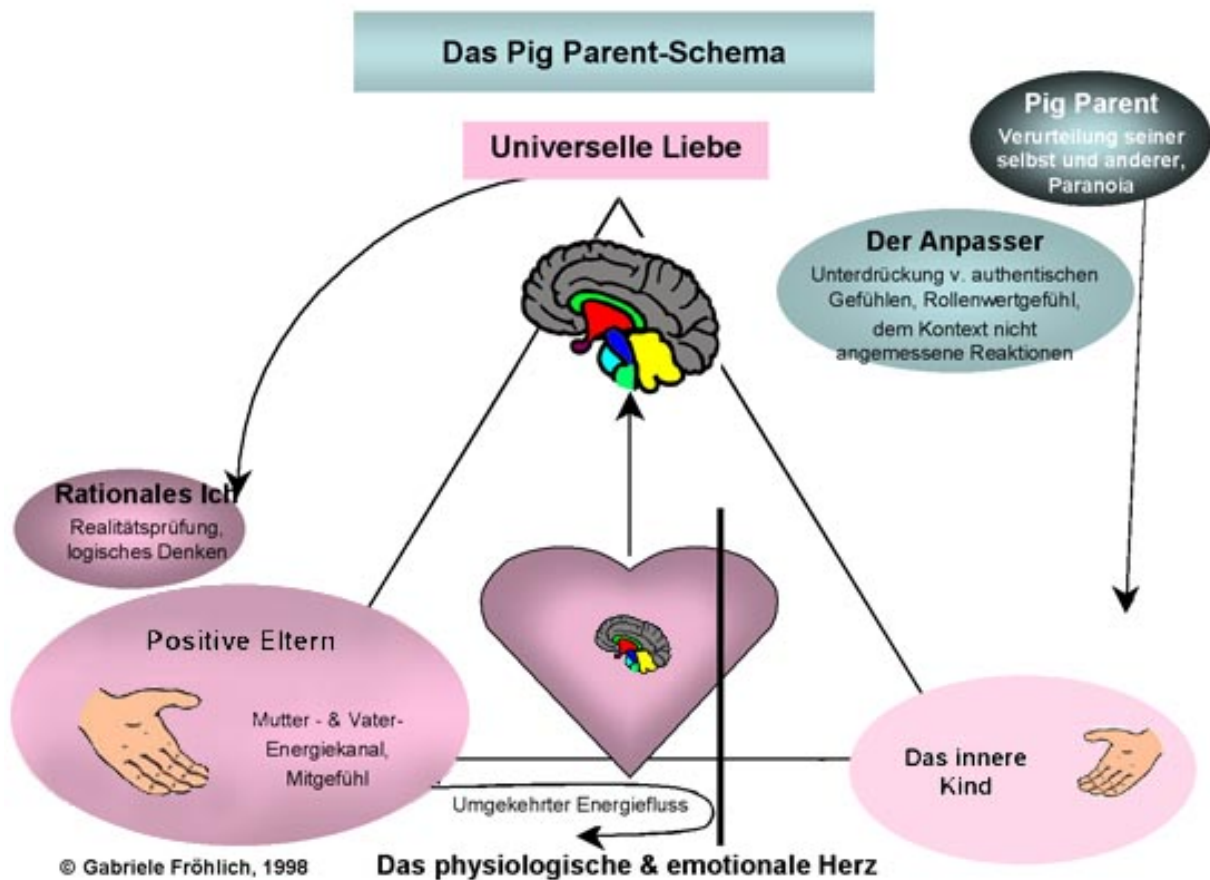 Das Pig Parent-Schema
Universelle Liebe
Pig Parent
Verurteilung seiner
selbst und anderer,
Paranoia
Der Anpasser
Unterdrückung v. authentischen
Gefühlen, Rollenwertgefühl,
dem Kontext nicht
angemessene Reaktionen
Rationales Ich
Realitätsprüfung,
logisches Denken
Positive Eltern
Mutter - & Vater-
Energiekanal,
Mitgefühl
Das innere
Kind
Umgekehrter Energiefluss
© Gabriele Fröhlich, 1998
Das physiologische & emotionale Herz